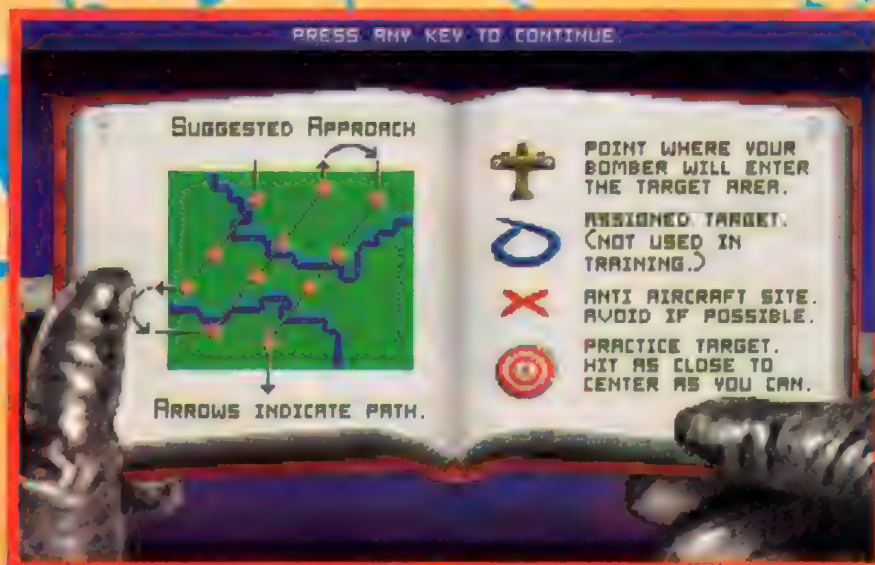 PRESS ANY KEY TO CONTINUE.
SUGGESTED APPROACH
ARROWS INDICATE PATH.
POINT WHERE YOUR
BOMBER WILL ENTER
THE TARGET AREA.
ASSIGNED TARGET.
(NOT USED IN
TRAINING.)
ANTI AIRCRAFT SITE.
AVOID IF POSSIBLE.
PRACTICE TARGET.
HIT AS CLOSE TO
CENTER AS YOU CAN.